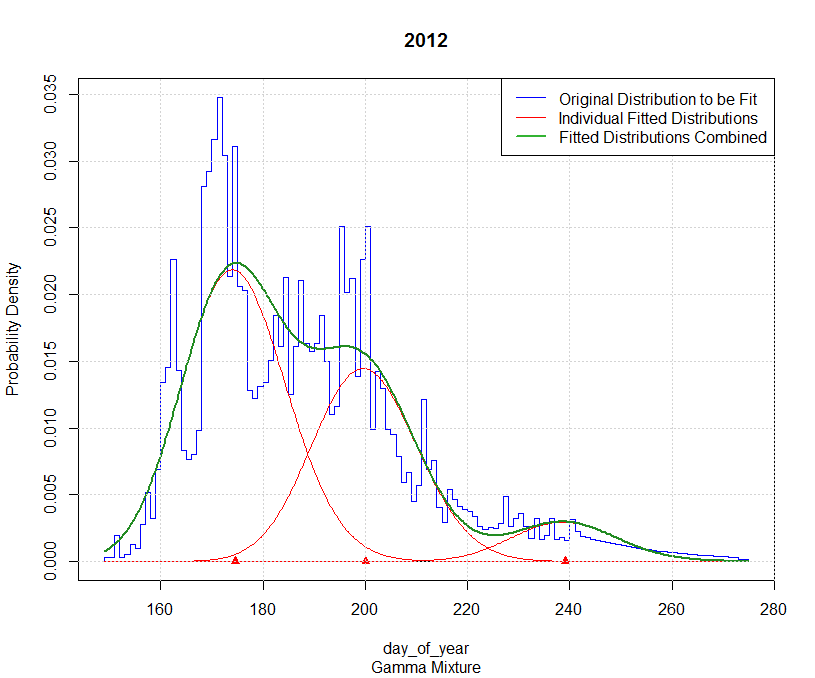 2012
Original Distribution to be Fit
Individual Fitted Distributions
Fitted Distributions Combined
Probability Density
0.035
0.030
0.025
0.020
0.015
0.010
0.005
0.000
160 180 200 220 240 260 280
day_of_year
Gamma Mixture